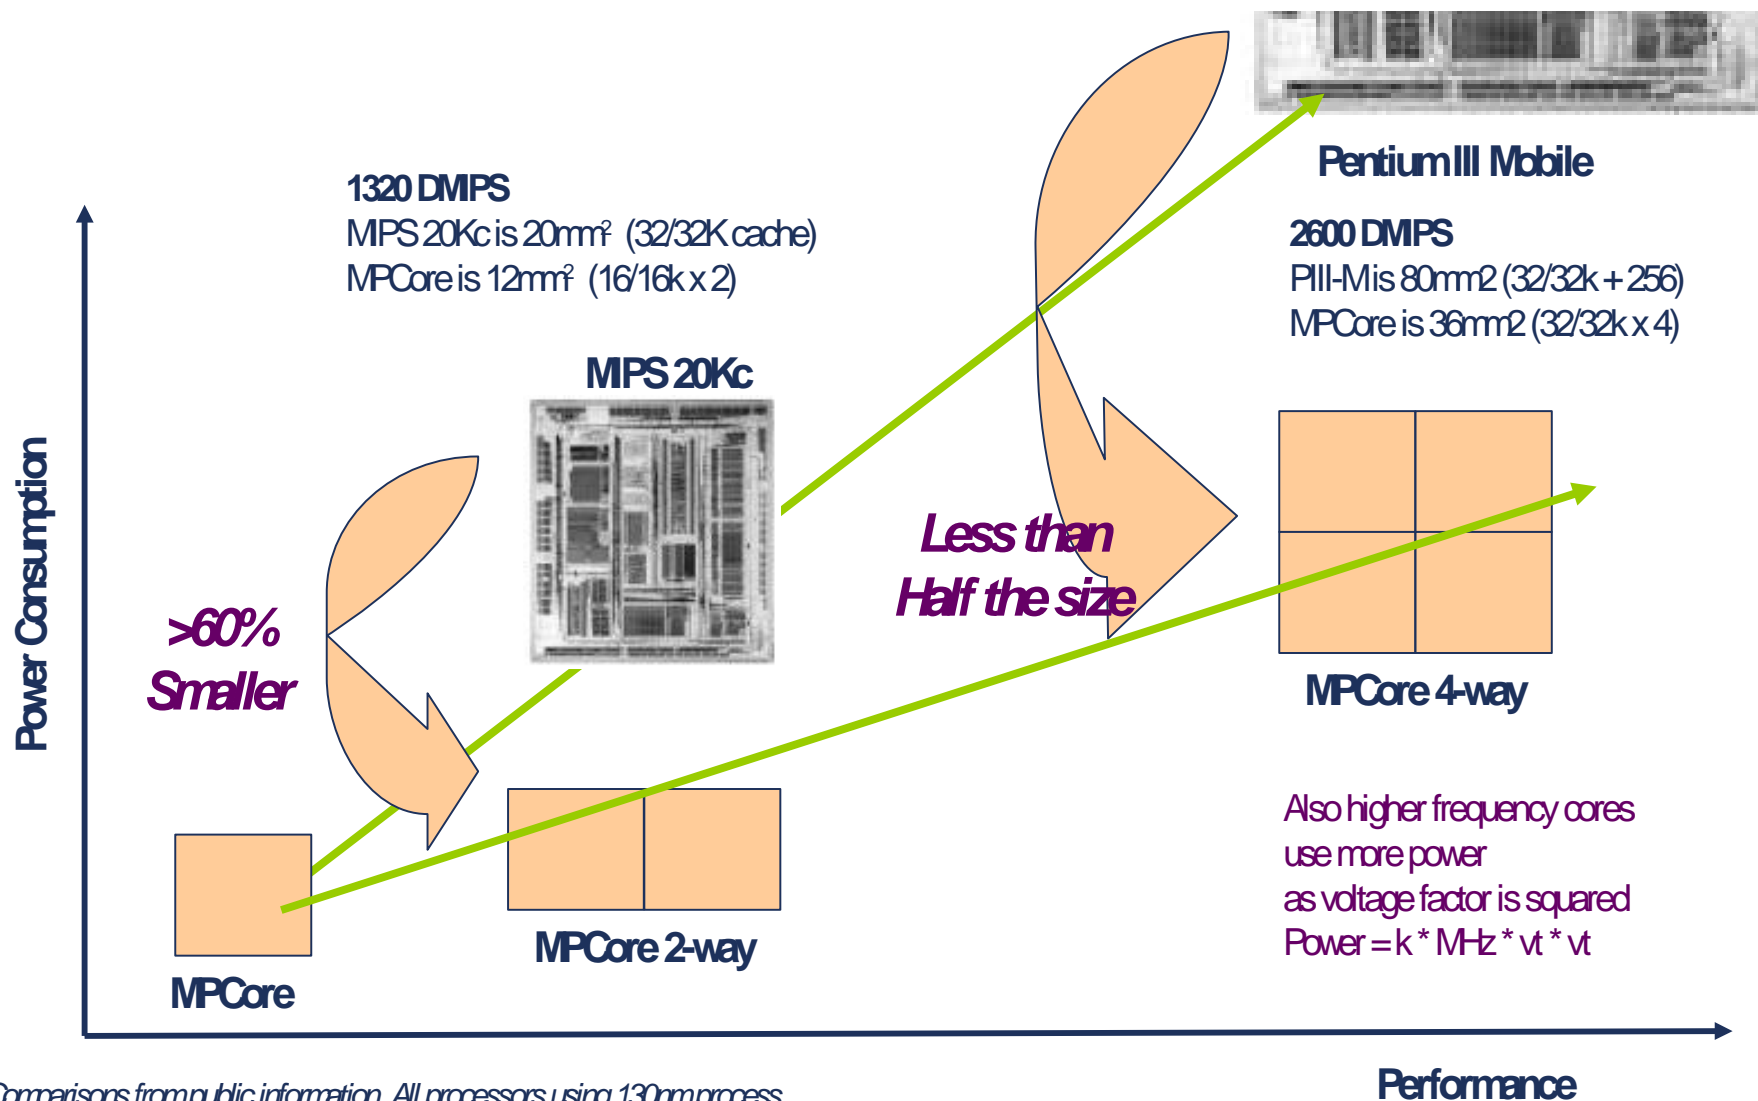 Pentium III Mobile
1320 DMIPS
MIPS 20Kc is 20mm² (32/32K cache)
MPCore is 12mm² (16/16k x 2)
2600 DMIPS
PIII-M is 80mm2 (32/32k + 256)
MPCore is 36mm2 (32/32k x 4)
MIPS 20Kc
Power Consumption
Less than
Half the size
>60%
Smaller
MPCore 4-way
Also higher frequency cores
use more power
as voltage factor is squared
Power = k * MHz * vt * vt
MPCore 2-way
MPCore
Performance
Comparisons from public information. All processors using 130nm process